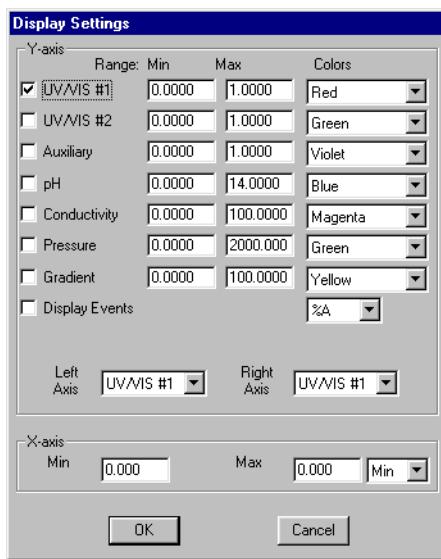 Display Settings
Y-axis
Range: Min Max Colors
UV/VIS #1 0.0000 1.0000 Red
UV/VIS #2 0.0000 1.0000 Green
Auxiliary 0.0000 1.0000 Violet
pH 0.0000 14.0000 Blue
Conductivity 0.0000 100.0000 Magenta
Pressure 0.0000 2000.000 Green
Gradient 0.0000 100.0000 Yellow
Display Events %A
Left Axis UV/VIS #1 Right Axis UV/VIS #1
X-axis
Min 0.000 Max 0.000 Min
OK Cancel